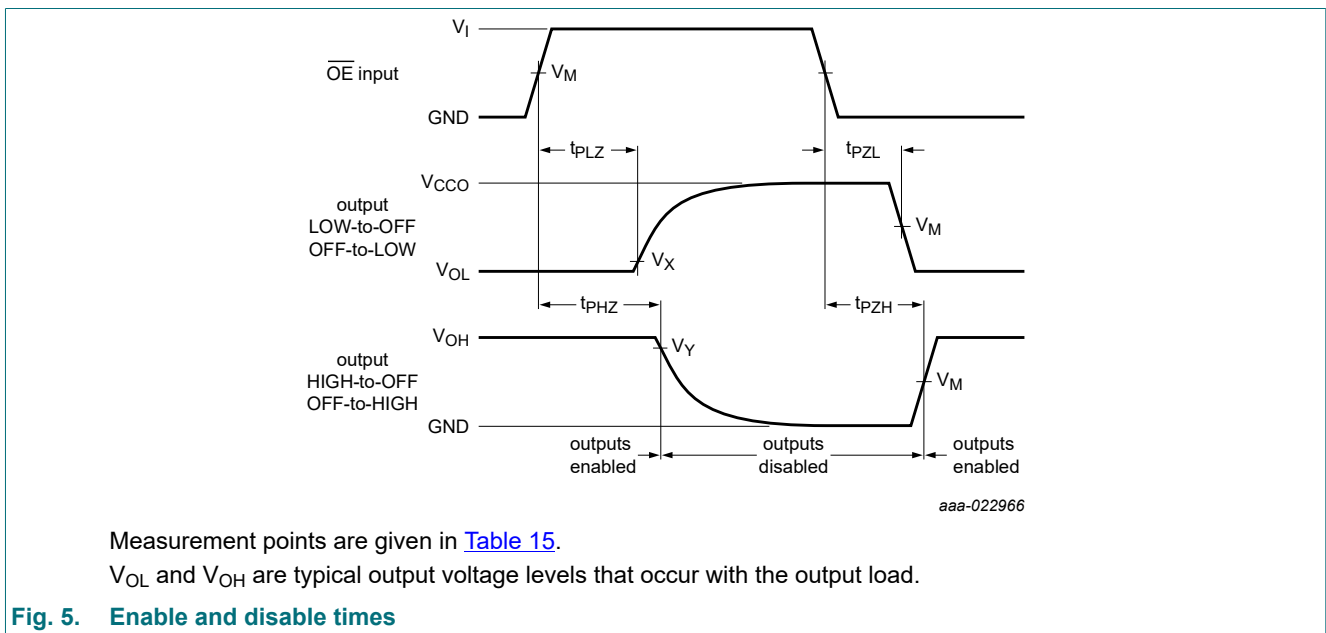 V_I
OE input
V_M
GND
t_PLZ
t_PZL
V_CCO
output
LOW-to-OFF
OFF-to-LOW
V_M
V_X
V_OL
t_PHZ
t_PZH
V_OH
V_Y
output
HIGH-to-OFF
OFF-to-HIGH
V_M
GND
outputs
enabled
outputs
disabled
outputs
enabled
aaa-022966
Measurement points are given in Table 15.
V_OL and V_OH are typical output voltage levels that occur with the output load.
Fig. 5. Enable and disable times